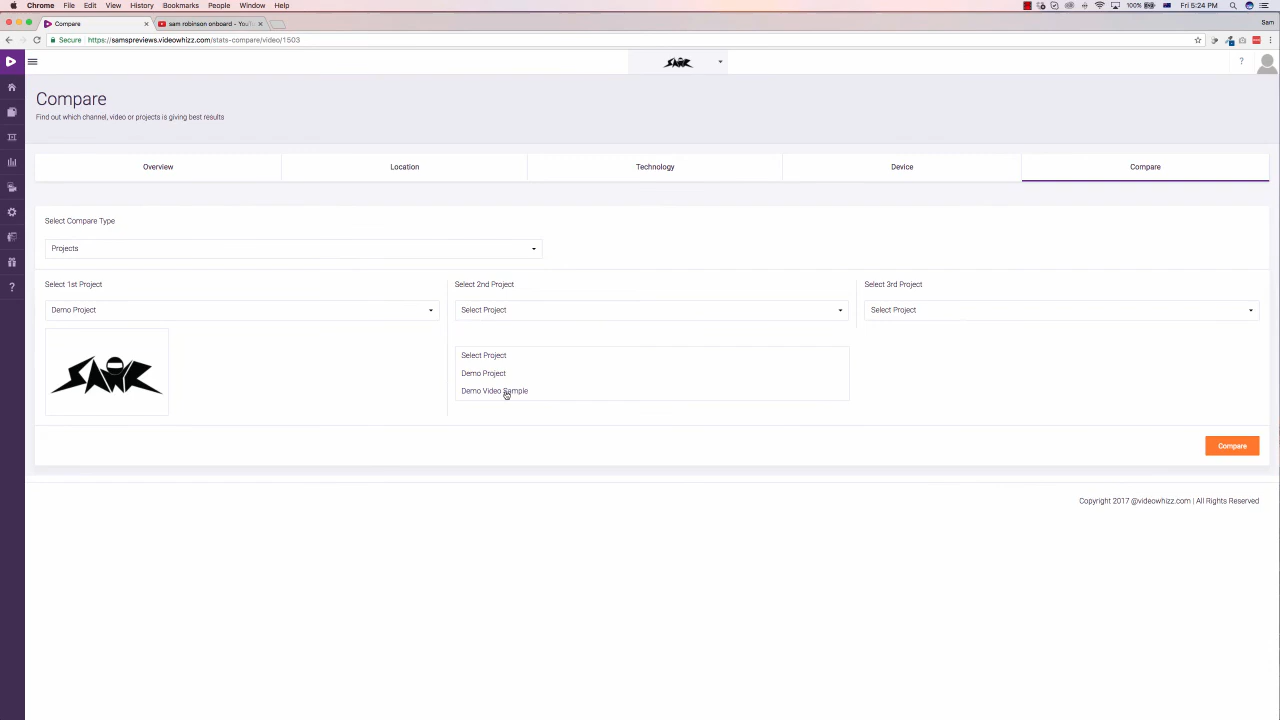 Chrome File Edit View History Bookmarks People Window Help 100% Fri 5:24 PM
Compare sam robinson onboard - YouT Sam
Secure https://samspreviews.videowhizz.com/stats-compare/video/1503
SAMR ?
Compare
Find out which channel, video or projects is giving best results
Overview Location Technology Device Compare
Select Compare Type
Projects
Select 1st Project Select 2nd Project Select 3rd Project
Demo Project Select Project Select Project
Select Project
Demo Project
Demo Video Sample
SAMR
Compare
Copyright 2017 @videowhizz.com | All Rights Reserved
?